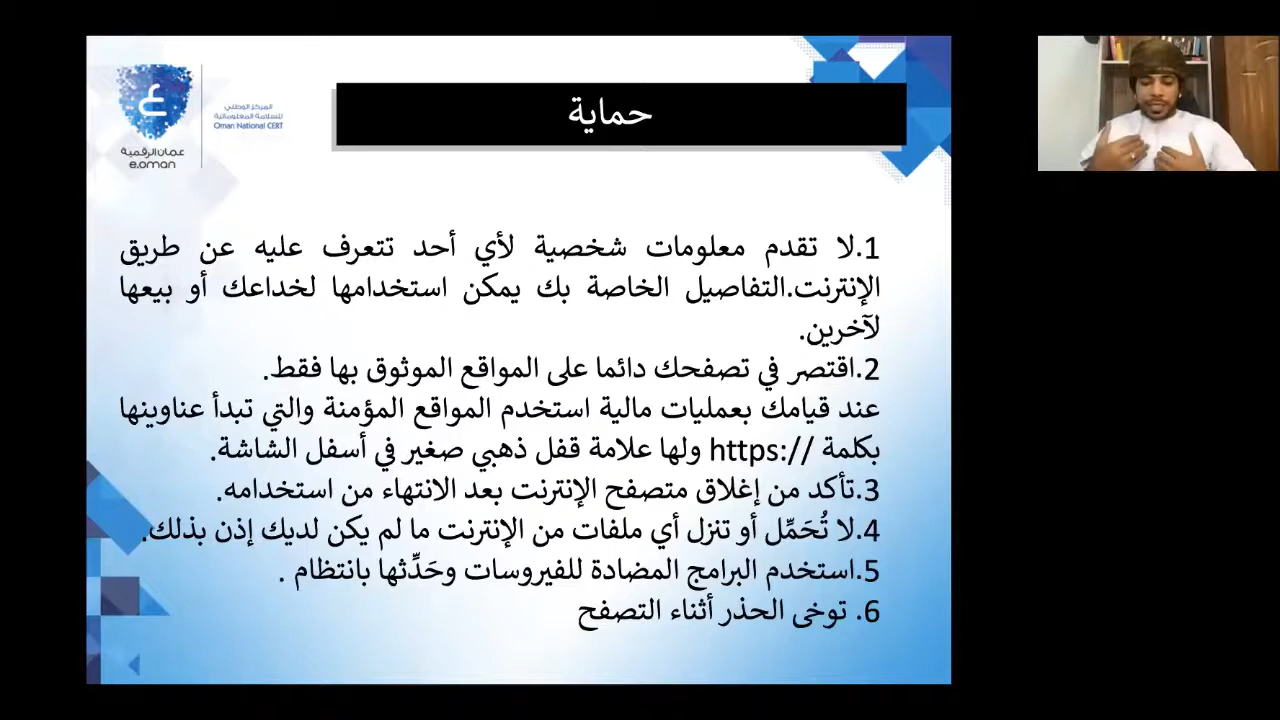 حماية
المركز الوطني
للسلامة المعلوماتية
Oman National CERT
عمان الرقمية
e.oman
1.لا تقدم معلومات شخصية لأي أحد تتعرف عليه عن طريق
الإنترنت.التفاصيل الخاصة بك يمكن استخدامها لخداعك أو بيعها
لآخرين.
2.اقتصر في تصفحك دائما على المواقع الموثوق بها فقط.
عند قيامك بعمليات مالية استخدم المواقع المؤمنة والتي تبدأ عناوينها
بكلمة https:// ولها علامة قفل ذهبي صغير في أسفل الشاشة.
3.تأكد من إغلاق متصفح الإنترنت بعد الانتهاء من استخدامه.
4.لا تُحَمِّل أو تنزل أي ملفات من الإنترنت ما لم يكن لديك إذن بذلك.
5.استخدم البرامج المضادة للفيروسات وحَدِّثها بانتظام .
6. توخى الحذر أثناء التصفح